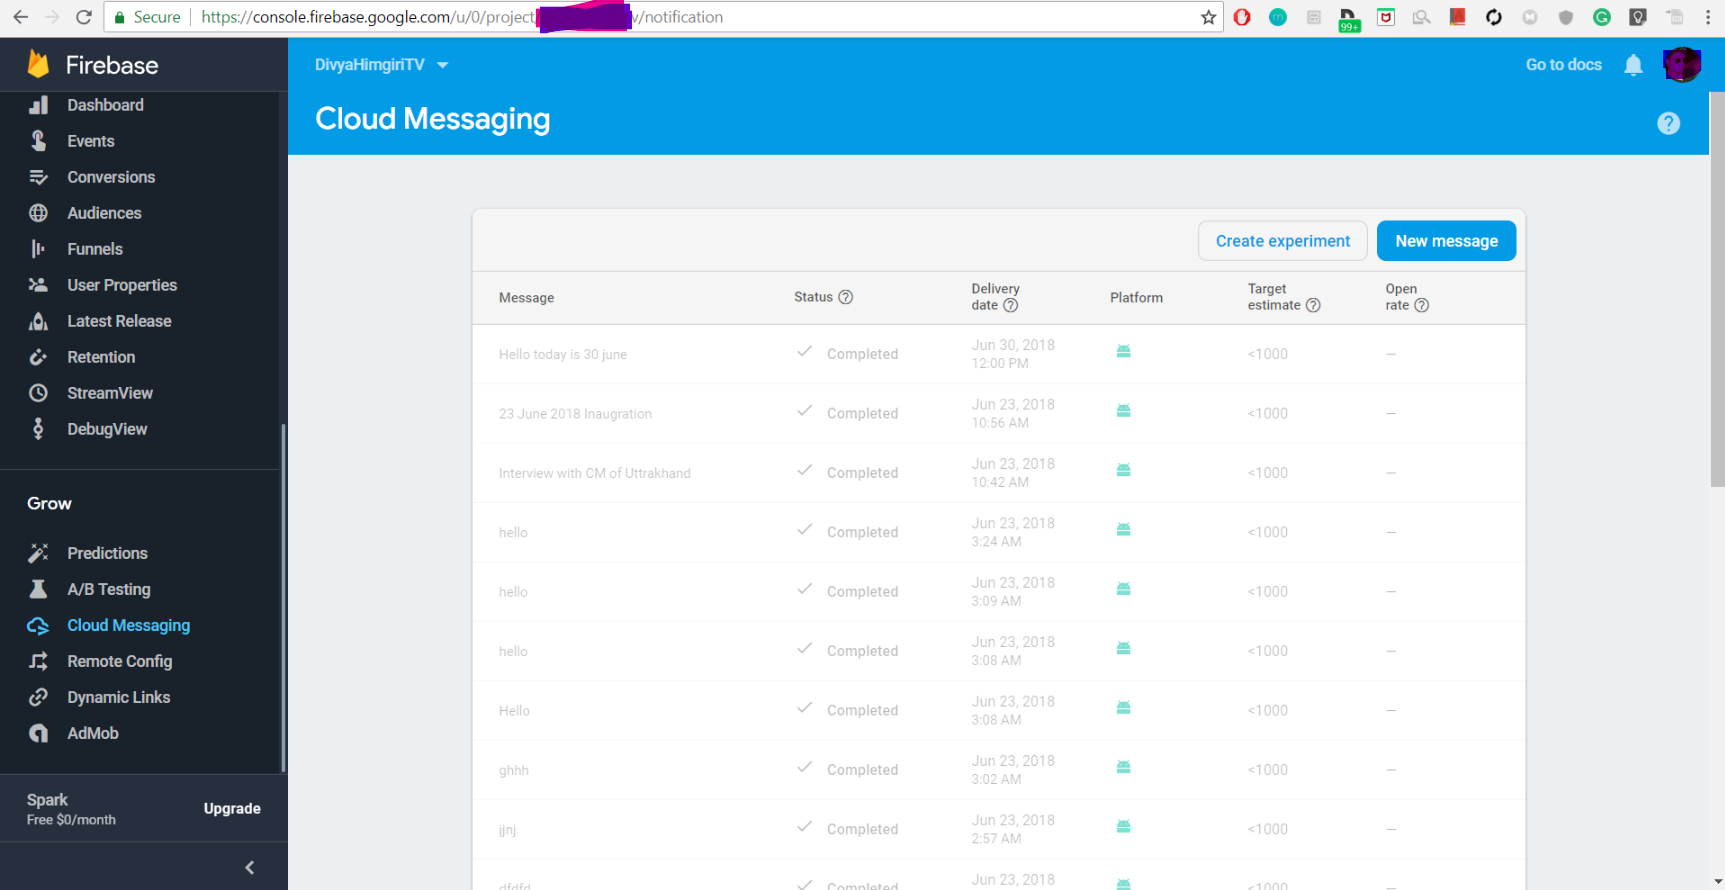 Secure https://console.firebase.google.com/u/0/project v/notification
99+
Firebase
DivyaHimgiriTV
Go to docs
Cloud Messaging
Dashboard
Events
Conversions
Audiences
Funnels
User Properties
Latest Release
Retention
StreamView
DebugView
Grow
Predictions
A/B Testing
Cloud Messaging
Remote Config
Dynamic Links
AdMob
Spark
Free $0/month
Upgrade
Create experiment New message
Message Status Delivery date Platform Target estimate Open rate
Hello today is 30 june Completed Jun 30, 2018 12:00 PM <1000 —
23 June 2018 Inaugration Completed Jun 23, 2018 10:56 AM <1000 —
Interview with CM of Uttrakhand Completed Jun 23, 2018 10:42 AM <1000 —
hello Completed Jun 23, 2018 3:24 AM <1000 —
hello Completed Jun 23, 2018 3:09 AM <1000 —
hello Completed Jun 23, 2018 3:08 AM <1000 —
Hello Completed Jun 23, 2018 3:08 AM <1000 —
ghhh Completed Jun 23, 2018 3:02 AM <1000 —
jjnj Completed Jun 23, 2018 2:57 AM <1000 —
dfdfd Completed Jun 23, 2018 <1000